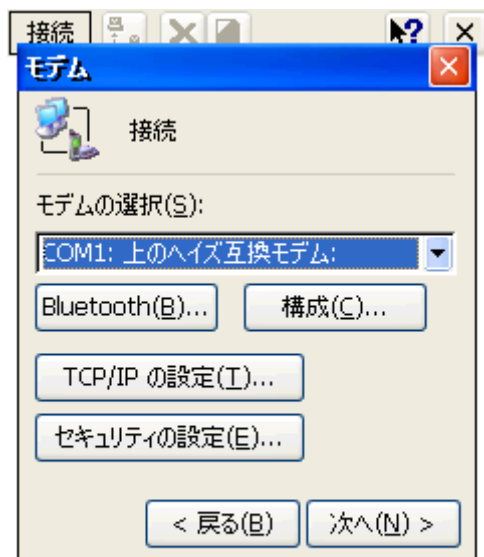 接続 ?
モデム
接続
モデムの選択(S):
COM1: 上のヘイズ互換モデム:
Bluetooth(B)... 構成(C)...
TCP/IP の設定(T)...
セキュリティの設定(E)...
< 戻る(B) 次へ(N) >